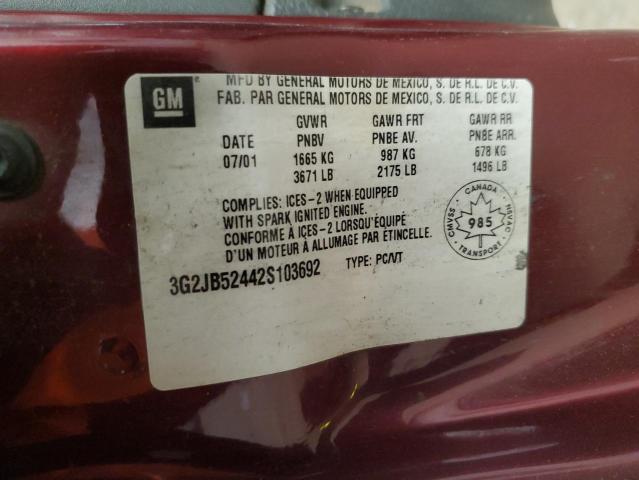 GM
MFD BY GENERAL MOTORS DE MEXICO, S. DE R.L. DE C.V.
FAB. PAR GENERAL MOTORS DE MEXICO, S. DE R.L. DE C.V.
GVWR GAWR FRT GAWR RR
DATE PNBV PNBE AV. PNBE ARR.
07/01 1665 KG 987 KG 678 KG
3671 LB 2175 LB 1496 LB
COMPLIES: ICES-2 WHEN EQUIPPED
WITH SPARK IGNITED ENGINE.
CONFORME À ICES-2 LORSQU'ÉQUIPÉ
D'UN MOTEUR À ALLUMAGE PAR ÉTINCELLE.
CANADA
CMVSS 985 NSVAC
TRANSPORT
3G2JB52442S103692 TYPE: PC/VT